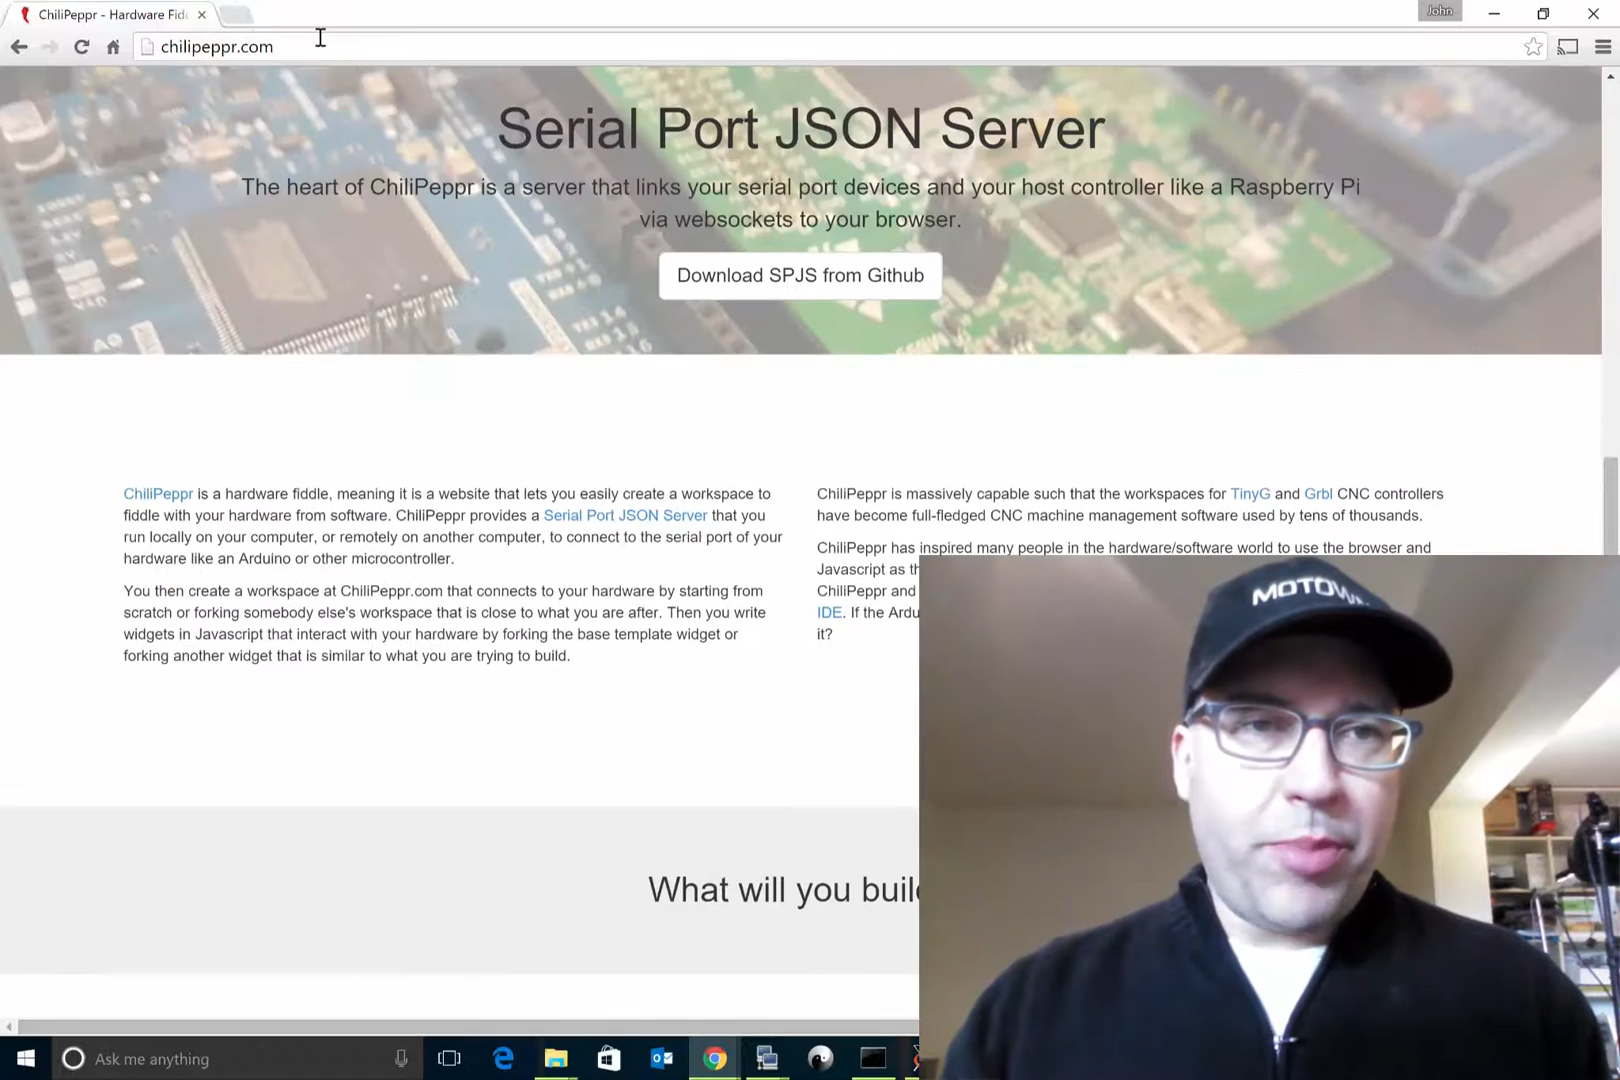 ChiliPeppr - Hardware Fid
John
chilipeppr.com
Serial Port JSON Server
The heart of ChiliPeppr is a server that links your serial port devices and your host controller like a Raspberry Pi
via websockets to your browser.
Download SPJS from Github
ChiliPeppr is a hardware fiddle, meaning it is a website that lets you easily create a workspace to
fiddle with your hardware from software. ChiliPeppr provides a Serial Port JSON Server that you
run locally on your computer, or remotely on another computer, to connect to the serial port of your
hardware like an Arduino or other microcontroller.
You then create a workspace at ChiliPeppr.com that connects to your hardware by starting from
scratch or forking somebody else's workspace that is close to what you are after. Then you write
widgets in Javascript that interact with your hardware by forking the base template widget or
forking another widget that is similar to what you are trying to build.
ChiliPeppr is massively capable such that the workspaces for TinyG and Grbl CNC controllers
have become full-fledged CNC machine management software used by tens of thousands.
ChiliPeppr has inspired many people in the hardware/software world to use the browser and
Javascript as th
ChiliPeppr and
IDE. If the Ardu
it?
MOTOW
What will you buil
Ask me anything